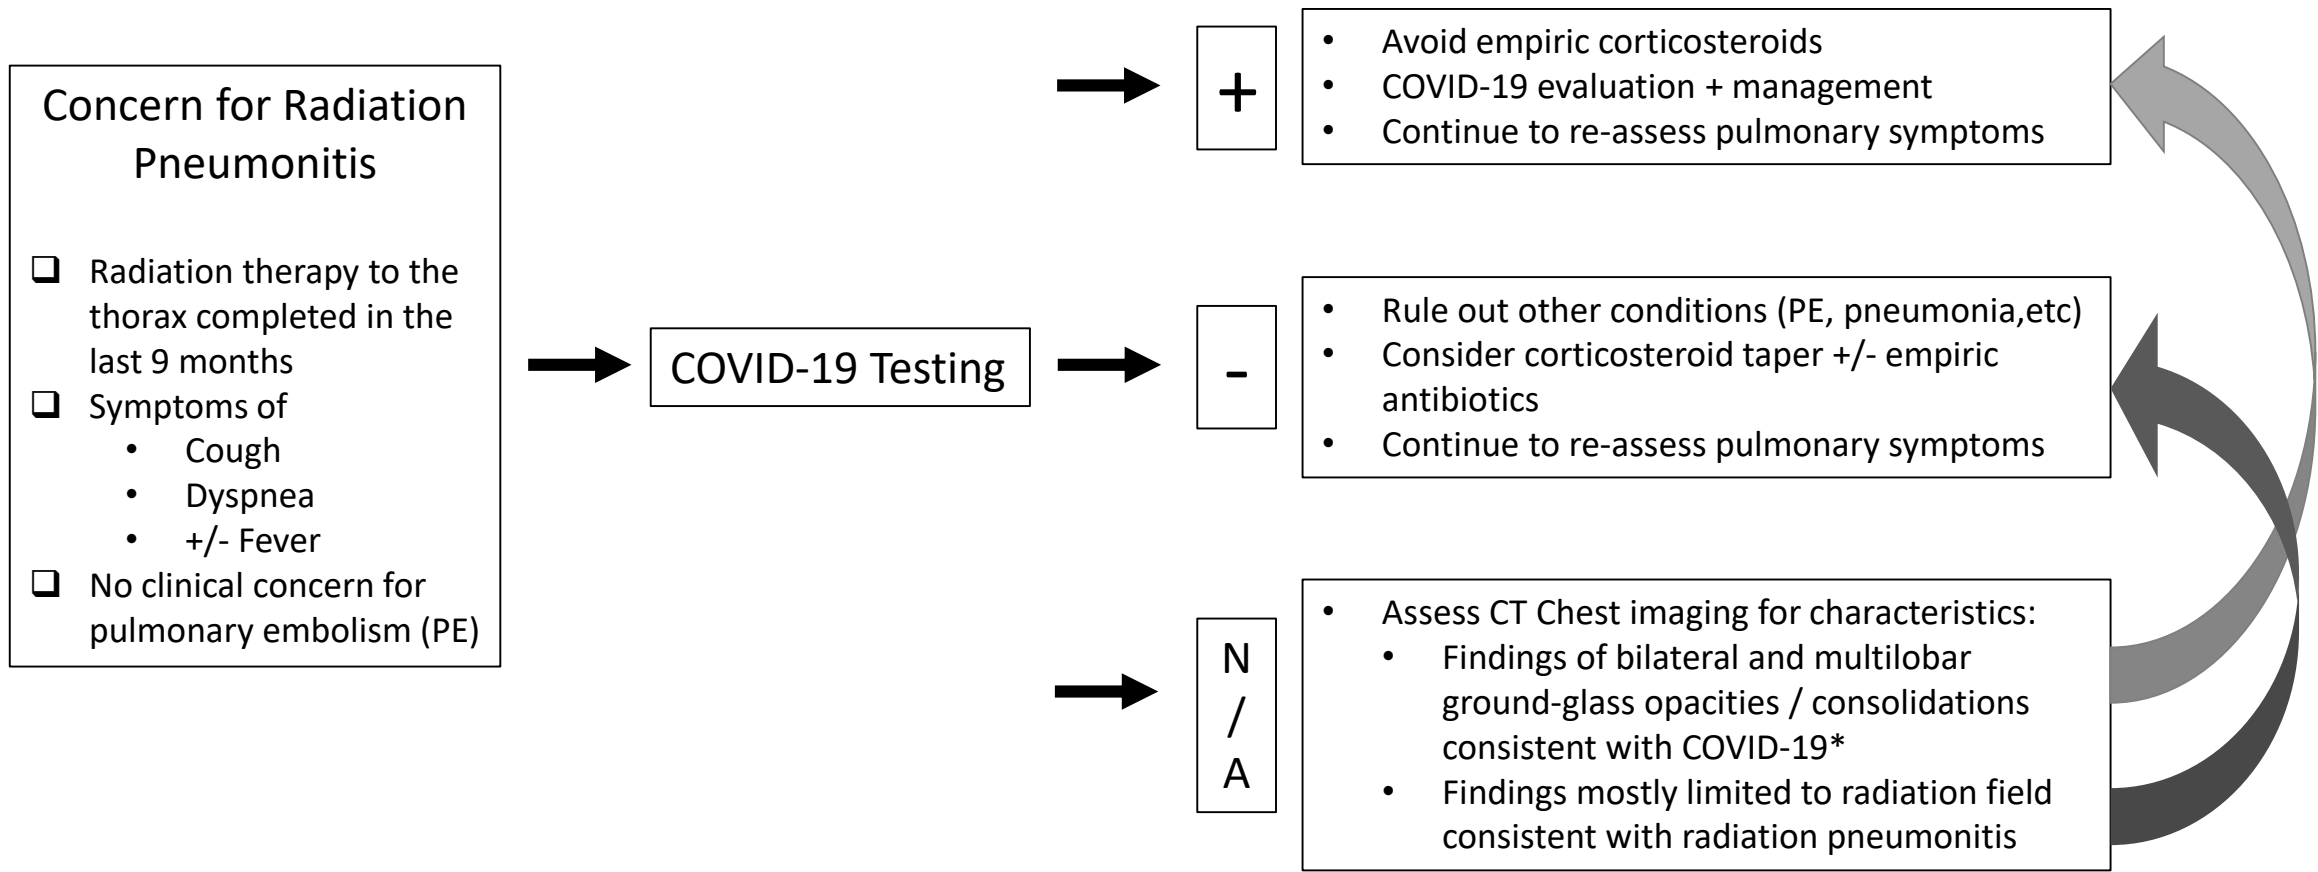 Concern for Radiation
Pneumonitis
❑ Radiation therapy to the
thorax completed in the
last 9 months
❑ Symptoms of
• Cough
• Dyspnea
• +/- Fever
❑ No clinical concern for
pulmonary embolism (PE)
COVID-19 Testing
+
• Avoid empiric corticosteroids
• COVID-19 evaluation + management
• Continue to re-assess pulmonary symptoms
-
• Rule out other conditions (PE, pneumonia,etc)
• Consider corticosteroid taper +/- empiric
antibiotics
• Continue to re-assess pulmonary symptoms
N
/
A
• Assess CT Chest imaging for characteristics:
• Findings of bilateral and multilobar
ground-glass opacities / consolidations
consistent with COVID-19*
• Findings mostly limited to radiation field
consistent with radiation pneumonitis